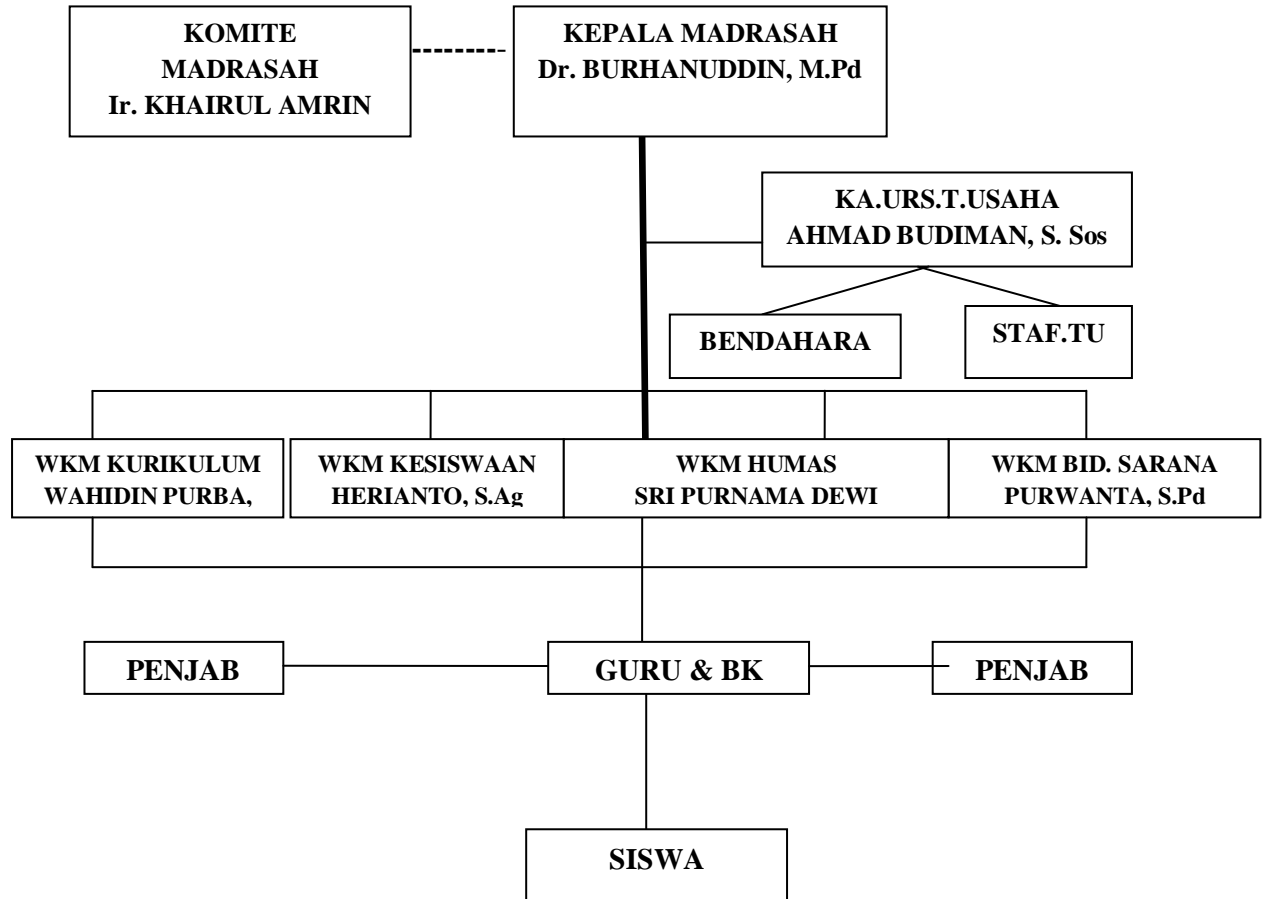 KOMITE
MADRASAH
Ir. KHAIRUL AMRIN
KEPALA MADRASAH
Dr. BURHANUDDIN, M.Pd
KA.URS.T.USAHA
AHMAD BUDIMAN, S. Sos
BENDAHARA
STAF.TU
WKM KURIKULUM
WAHIDIN PURBA,
WKM KESISWAAN
HERIANTO, S.Ag
WKM HUMAS
SRI PURNAMA DEWI
WKM BID. SARANA
PURWANTA, S.Pd
PENJAB
GURU & BK
PENJAB
SISWA